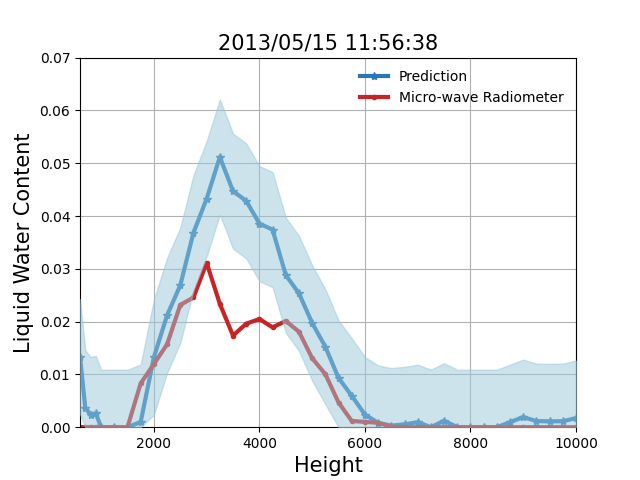 2013/05/15 11:56:38
Prediction
Micro-wave Radiometer
Liquid Water Content
0.07
0.06
0.05
0.04
0.03
0.02
0.01
0.00
2000 4000 6000 8000 10000
Height